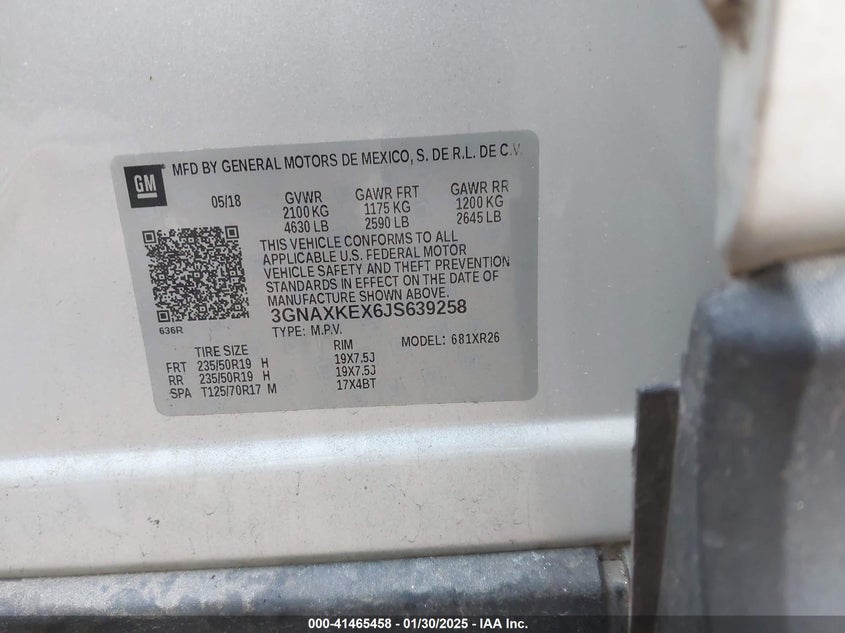 GM
MFD BY GENERAL MOTORS DE MEXICO, S. DE R.L. DE C.V.
05/18 GVWR GAWR FRT GAWR RR
2100 KG 1175 KG 1200 KG
4630 LB 2590 LB 2645 LB
THIS VEHICLE CONFORMS TO ALL
APPLICABLE U.S. FEDERAL MOTOR
VEHICLE SAFETY AND THEFT PREVENTION
STANDARDS IN EFFECT ON THE DATE OF
MANUFACTURE SHOWN ABOVE.
636R
3GNAXKEX6JS639258
TYPE: M.P.V. MODEL: 681XR26
TIRE SIZE RIM
FRT 235/50R19 H 19X7.5J
RR 235/50R19 H 19X7.5J
SPA T125/70R17 M 17X4BT
000-41465458 - 01/30/2025 - IAA Inc.